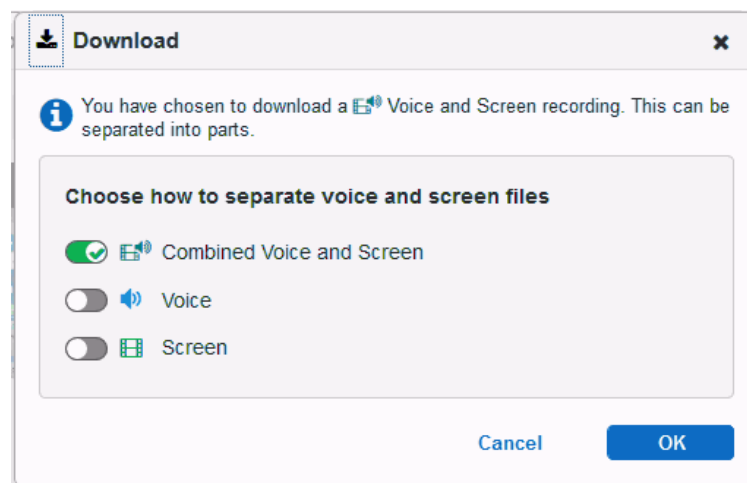 Download
You have chosen to download a Voice and Screen recording. This can be
separated into parts.
Choose how to separate voice and screen files
Combined Voice and Screen
Voice
Screen
Cancel OK